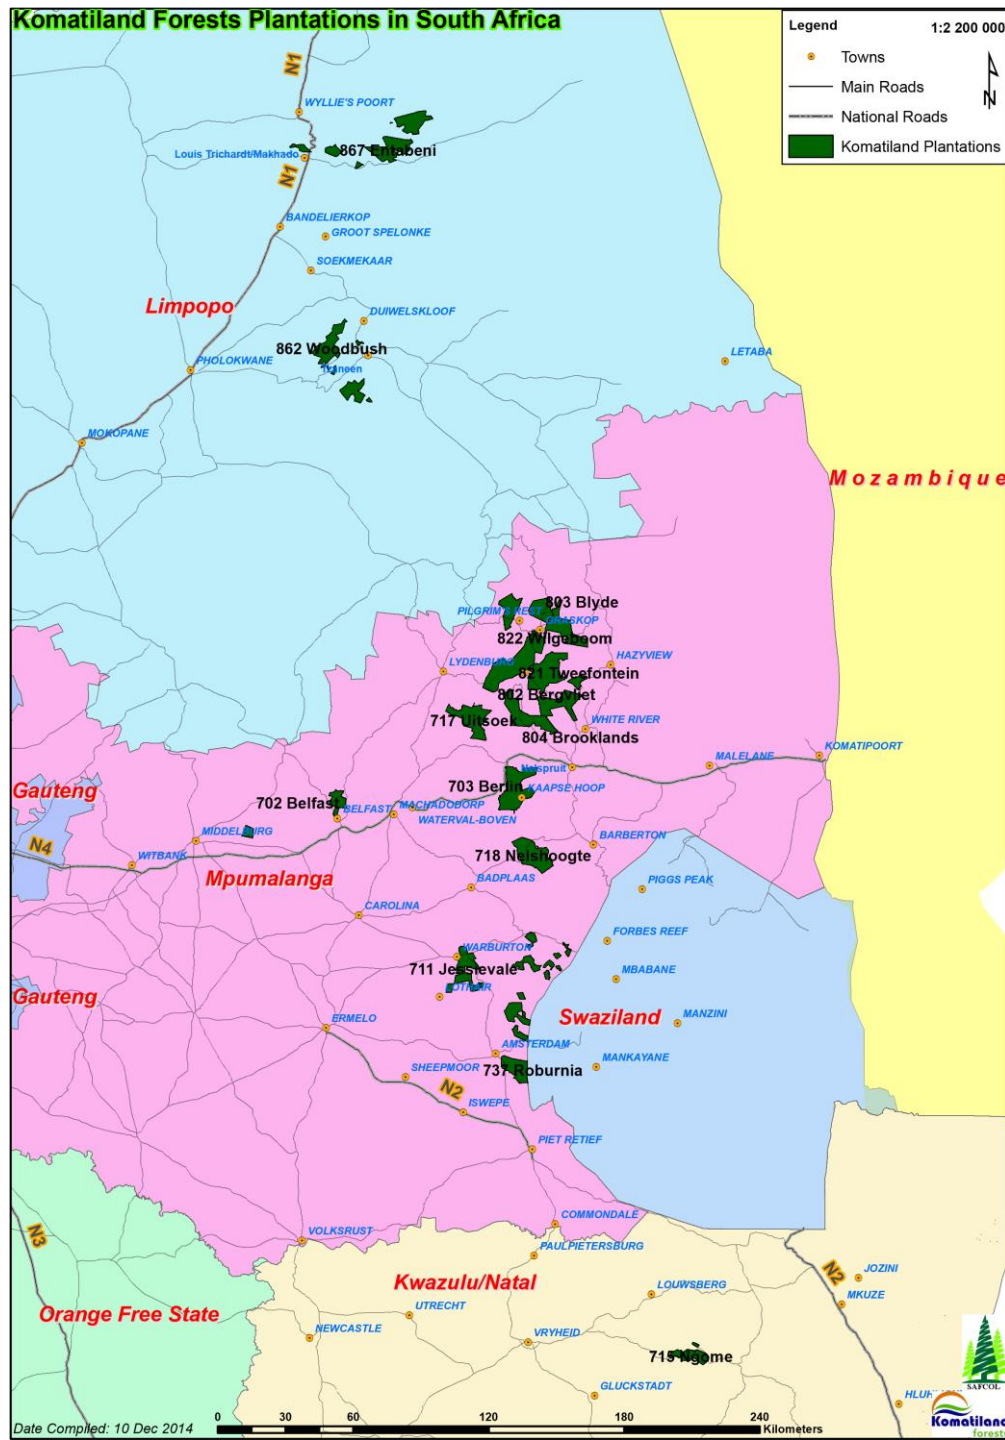 Komatiland Forests Plantations in South Africa
Legend
1:2 200 000
Towns
Main Roads
National Roads
Komatiland Plantations
N
N1
WYLLIE'S POORT
Louis Trichardt/Makhado
867 Entabeni
N1
BANDELIERKOP
GROOT SPELONKE
SOEKMEKAAR
Limpopo
DUIWELSKLOOF
862 Woodbush
LETABA
PHOLOKWANE
Tzaneen
MOKOPANE
Mozambique
803 Blyde
PILGRIM'S REST
GRASKOP
822 Wilgeboom
LYDENBURG
HAZYVIEW
821 Tweefontein
802 Bergvliet
717 Uitsoek
WHITE RIVER
804 Brooklands
KOMATIPOORT
MALELANE
Nelspruit
Gauteng
703 Berlin
KAAPSE HOOP
702 Belfast
MACHADODORP
BELFAST
WATERVAL-BOVEN
MIDDELBURG
BARBERTON
N4
WITBANK
718 Nelshoogte
Mpumalanga
BADPLAAS
PIGGS PEAK
CAROLINA
FORBES REEF
WARBURTON
711 Jessievale
MBABANE
LOTHAIR
Gauteng
Swaziland
MANZINI
ERMELO
AMSTERDAM
MANKAYANE
737 Roburnia
SHEEPMOOR
N2
ISWEPE
PIET RETIEF
COMMONDALE
N3
VOLKSRUST
PAULPIETERSBURG
N2
JOZINI
Kwazulu/Natal
LOUWSBERG
MKUZE
Orange Free State
UTRECHT
NEWCASTLE
VRYHEID
715 Ngome
GLUCKSTADT
SAFCOL
Komatiland
forests
Date Compiled: 10 Dec 2014
0 30 60 120 180 240
Kilometers